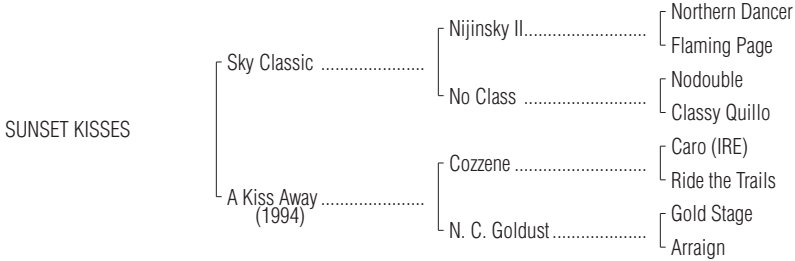 Northern Dancer
Nijinsky II..........................
Flaming Page
Sky Classic ......................
Nodouble
No Class ..........................
Classy Quillo
SUNSET KISSES
Caro (IRE)
Cozzene ............................
Ride the Trails
A Kiss Away......................
(1994)
Gold Stage
N. C. Goldust....................
Arraign